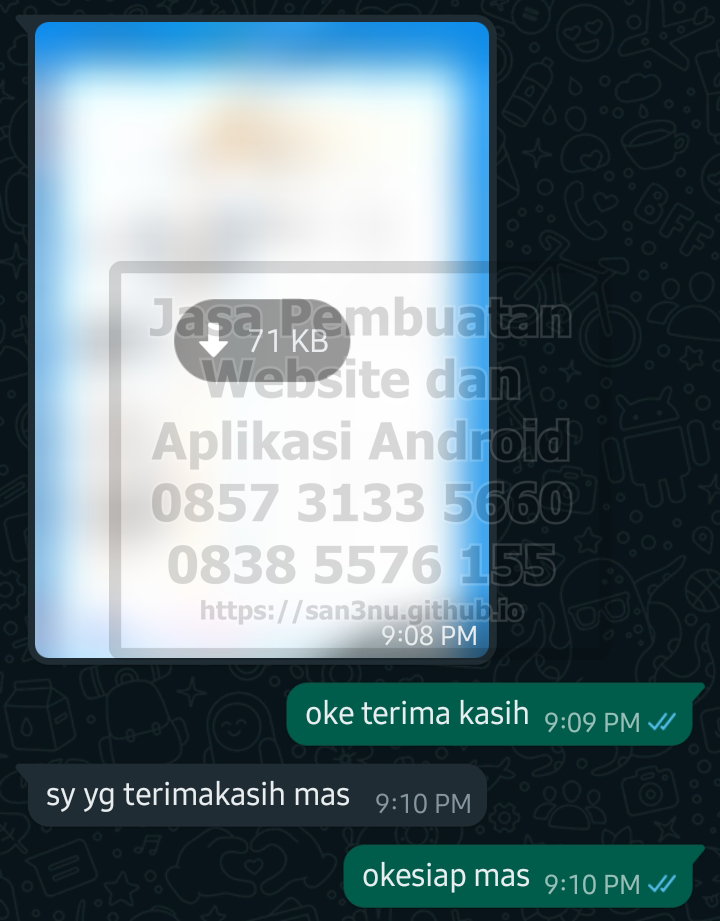 Jasa Pembuatan
71 KB
Website dan
Aplikasi Android
0857 3133 5660
0838 5576 155
https://san3nu.github.io
9:08 PM
oke terima kasih 9:09 PM
sy yg terimakasih mas 9:10 PM
okesiap mas 9:10 PM